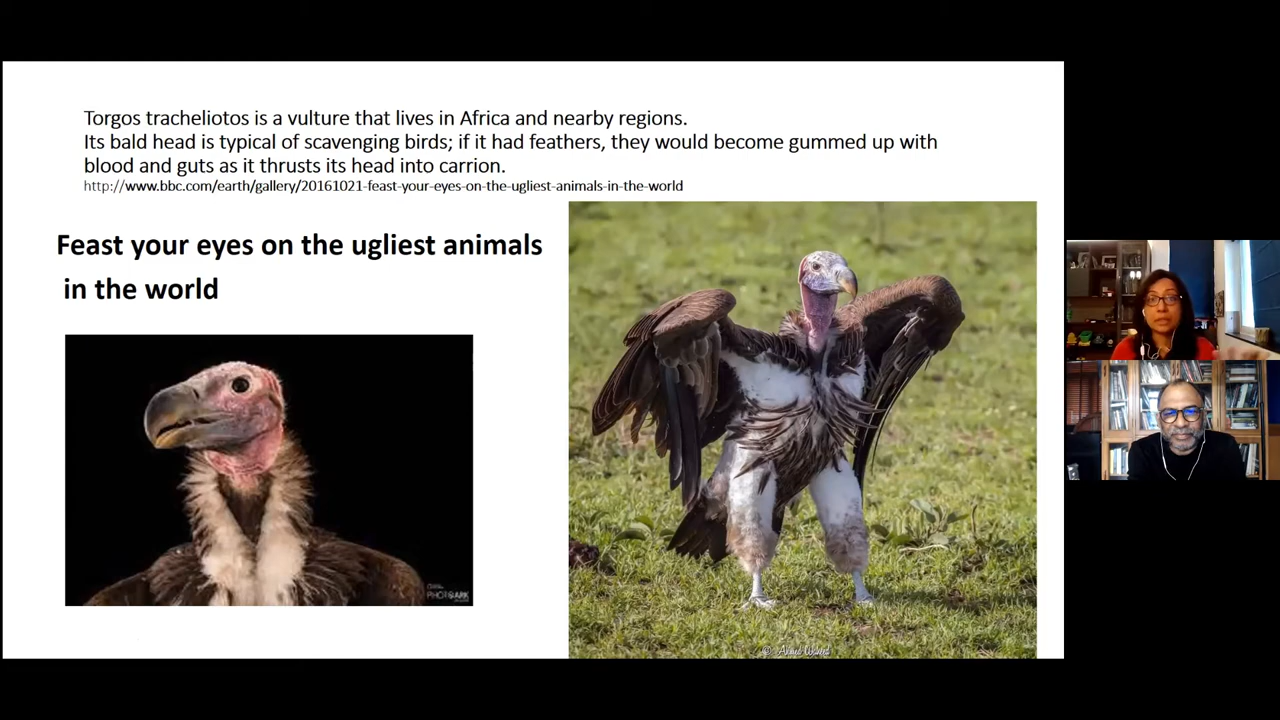 Torgos tracheliotos is a vulture that lives in Africa and nearby regions.
Its bald head is typical of scavenging birds; if it had feathers, they would become gummed up with
blood and guts as it thrusts its head into carrion.
http://www.bbc.com/earth/gallery/20161021-feast-your-eyes-on-the-ugliest-animals-in-the-world
Feast your eyes on the ugliest animals
in the world
PHOTO ARK